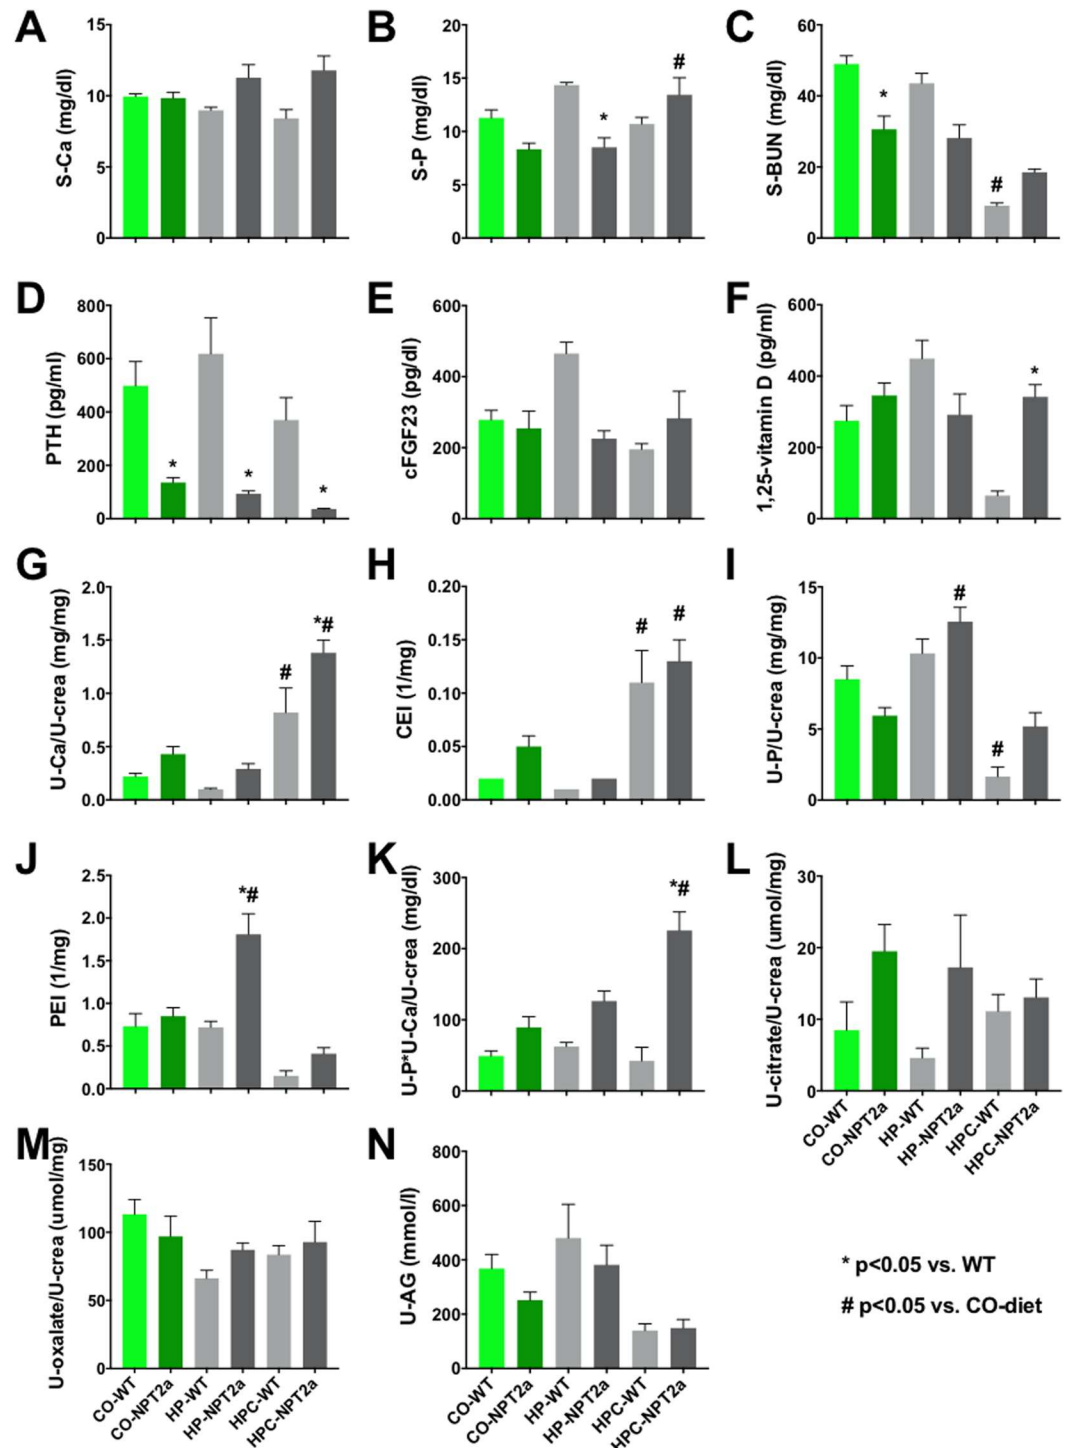 A
S-Ca (mg/dl)
15
10
5
0
B
S-P (mg/dl)
20
15
10
5
0
*
#
C
S-BUN (mg/dl)
60
40
20
0
*
#
D
PTH (pg/ml)
800
600
400
200
0
*
*
*
E
cFGF23 (pg/dl)
600
400
200
0
F
1,25-vitamin D (pg/ml)
600
400
200
0
*
G
U-Ca/U-crea (mg/mg)
2.0
1.5
1.0
0.5
0.0
#
*#
H
CEI (1/mg)
0.20
0.15
0.10
0.05
0.00
#
#
I
U-P/U-crea (mg/mg)
15
10
5
0
#
#
J
PEI (1/mg)
2.5
2.0
1.5
1.0
0.5
0.0
*#
K
U-P*U-Ca/U-crea (mg/dl)
300
200
100
0
*#
L
U-citrate/U-crea (umol/mg)
30
20
10
0
CO-WT
CO-NPT2a
HP-WT
HP-NPT2a
HPC-WT
HPC-NPT2a
M
U-oxalate/U-crea (umol/mg)
150
100
50
0
CO-WT
CO-NPT2a
HP-WT
HP-NPT2a
HPC-WT
HPC-NPT2a
N
U-AG (mmol/l)
800
600
400
200
0
CO-WT
CO-NPT2a
HP-WT
HP-NPT2a
HPC-WT
HPC-NPT2a
* p<0.05 vs. WT
# p<0.05 vs. CO-diet